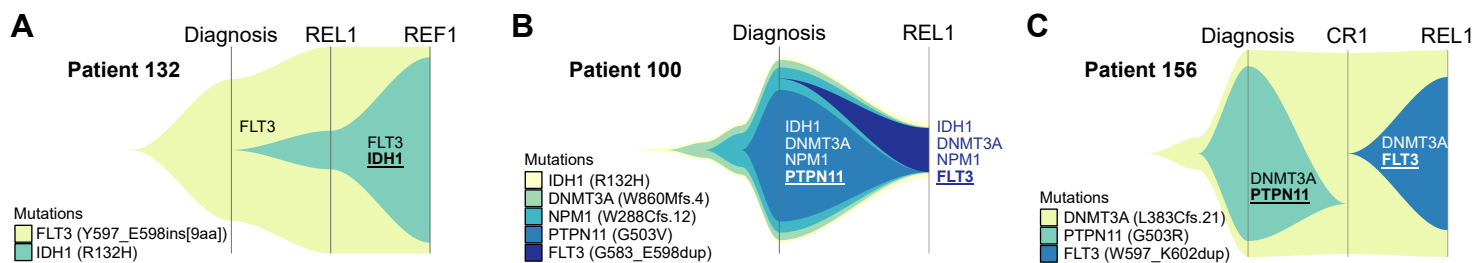 A
Diagnosis REL1 REF1
Patient 132
FLT3
FLT3
IDH1
Mutations
FLT3 (Y597_E598ins[9aa])
IDH1 (R132H)
B
Diagnosis REL1
Patient 100
IDH1
DNMT3A
NPM1
PTPN11
IDH1
DNMT3A
NPM1
FLT3
Mutations
IDH1 (R132H)
DNMT3A (W860Mfs.4)
NPM1 (W288Cfs.12)
PTPN11 (G503V)
FLT3 (G583_E598dup)
C
Diagnosis CR1 REL1
Patient 156
DNMT3A
PTPN11
DNMT3A
FLT3
Mutations
DNMT3A (L383Cfs.21)
PTPN11 (G503R)
FLT3 (W597_K602dup)